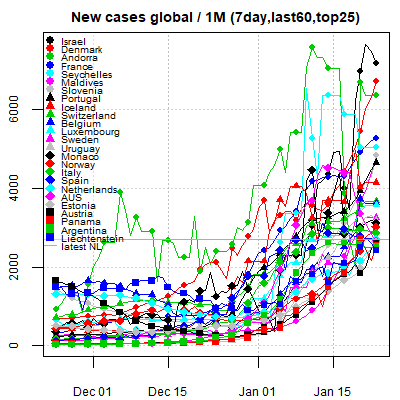 New cases global / 1M (7day,last60,top25)
Israel
Denmark
Andorra
France
Seychelles
Maldives
Slovenia
Portugal
Iceland
Switzerland
Belgium
Luxembourg
Sweden
Uruguay
Monaco
Norway
Italy
Spain
Netherlands
AUS
Estonia
Austria
Panama
Argentina
Liechtenstein
latest NL
0
2000
4000
6000
Dec 01
Dec 15
Jan 01
Jan 15